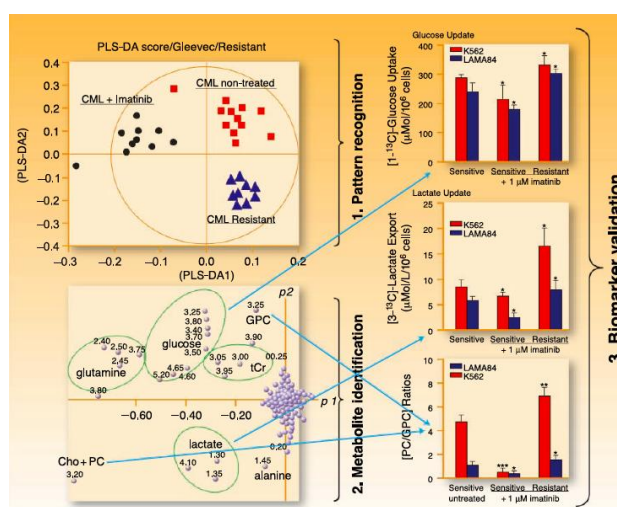 PLS-DA score/Gleevec/Resistant
CML + Imatinib
CML non-treated
CML Resistant
0.4
0.3
0.2
0.1
0.0
−0.1
−0.2
−0.3
−0.4
−0.3
−0.2
−0.1
0.0
0.1
0.2
(PLS-DA2)
(PLS-DA1)
1. Pattern recognition
p2
3.25
GPC
3.90
3.25
3.80
3.40
3.70
glucose
3.50
2.40
2.50
3.75
2.45
glutamine
3.80
3.05
3.00
00.25
tCr
3.95
4.65
5.20
4.60
p 1
−0.60
−0.40
−0.20
0.20
lactate
1.30
4.10
1.35
1.45
alanine
Cho+PC
3.20
2. Metabolite identification
Glucose Update
K562
LAMA84
[1-¹³C]-Glucose Uptake
(μMo/10⁶ cells)
400
300
200
300
0
*
*
*
*
Sensitive
Sensitive
Resistant
+ 1 μM imatinib
Lactate Update
K562
LAMA84
[3-¹³C]-Lactate Export
(μMo/L/10⁶ cells)
20
15
10
5
0
*
*
*
*
Sensitive
Sensitive
Resistant
+ 1 μM imatinib
LAMA84
K562
[PC/GPC] Ratios
10
8
6
4
2
0
***
*
**
*
Sensitive
untreated
Sensitive
Resistant
+ 1 μM imatinib
3. Biomarker validation